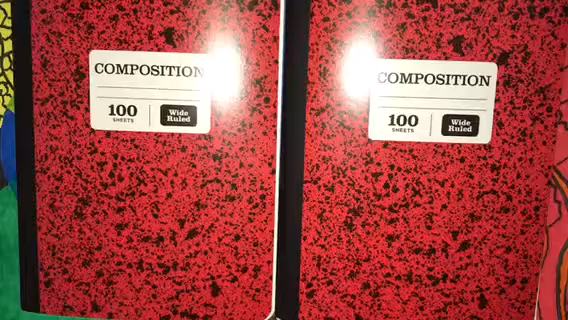 COMPOSITION
100 Wide
SHEETS Ruled
COMPOSITION
100 Wide
SHEETS Ruled